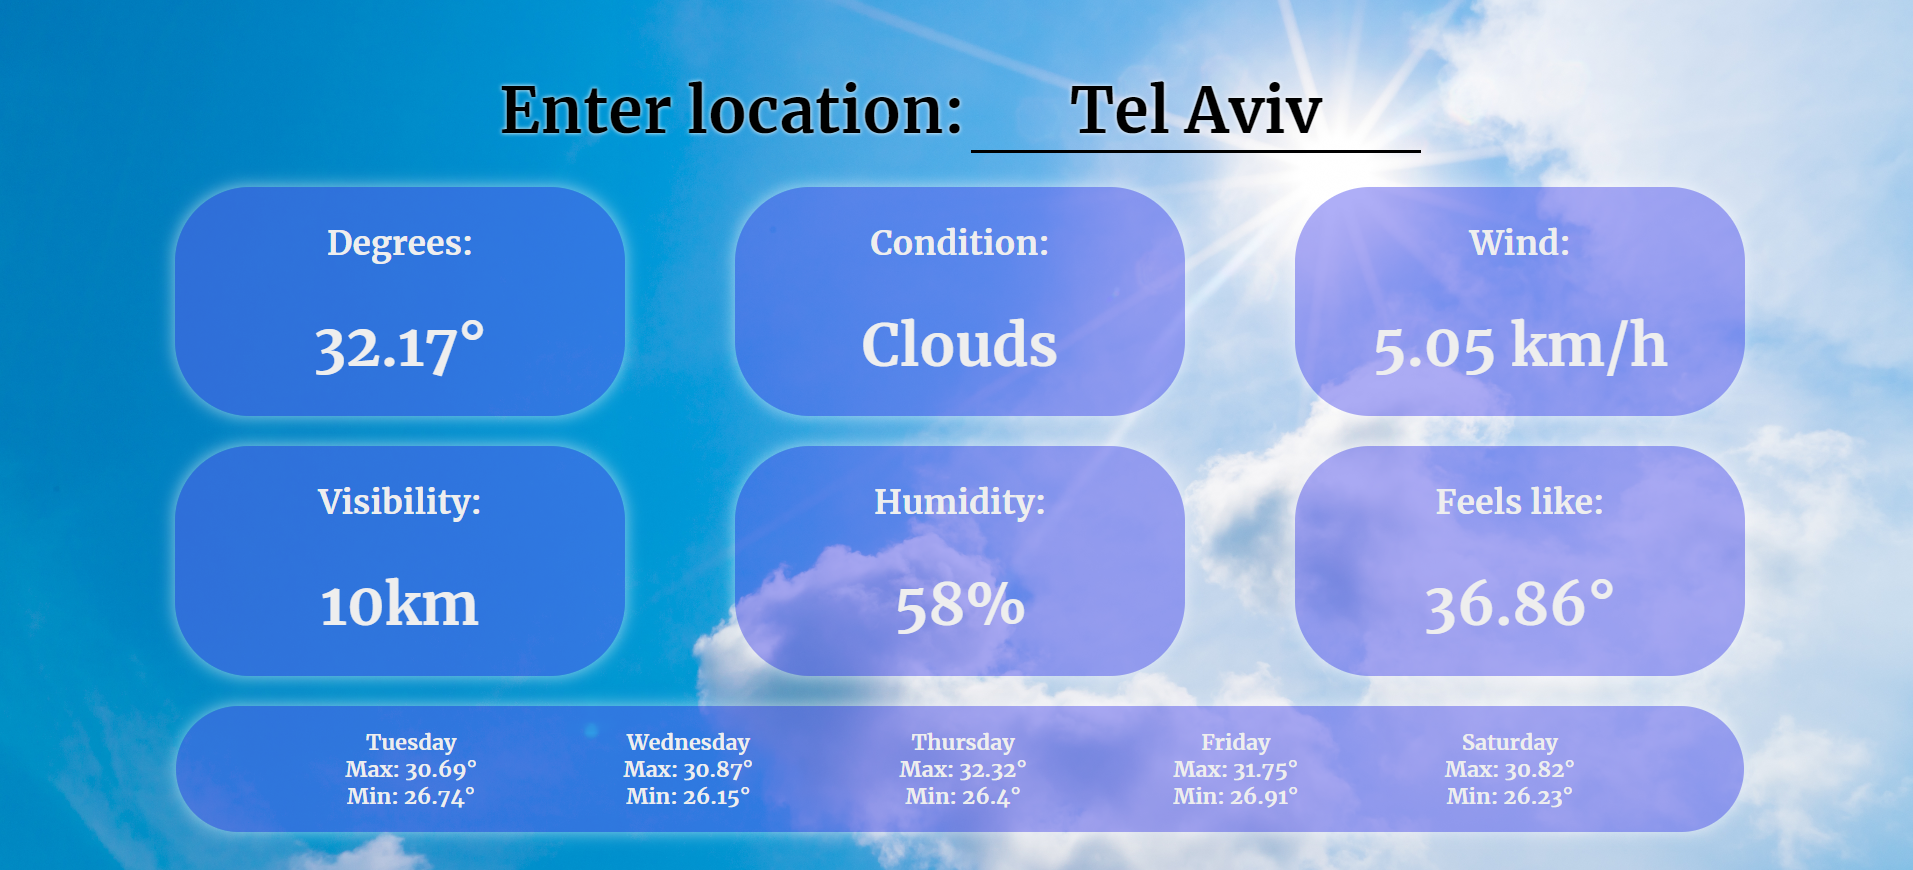 Enter location: Tel Aviv
Degrees:
32.17°
Condition:
Clouds
Wind:
5.05 km/h
Visibility:
10km
Humidity:
58%
Feels like:
36.86°
Tuesday
Max: 30.69°
Min: 26.74°
Wednesday
Max: 30.87°
Min: 26.15°
Thursday
Max: 32.32°
Min: 26.4°
Friday
Max: 31.75°
Min: 26.91°
Saturday
Max: 30.82°
Min: 26.23°